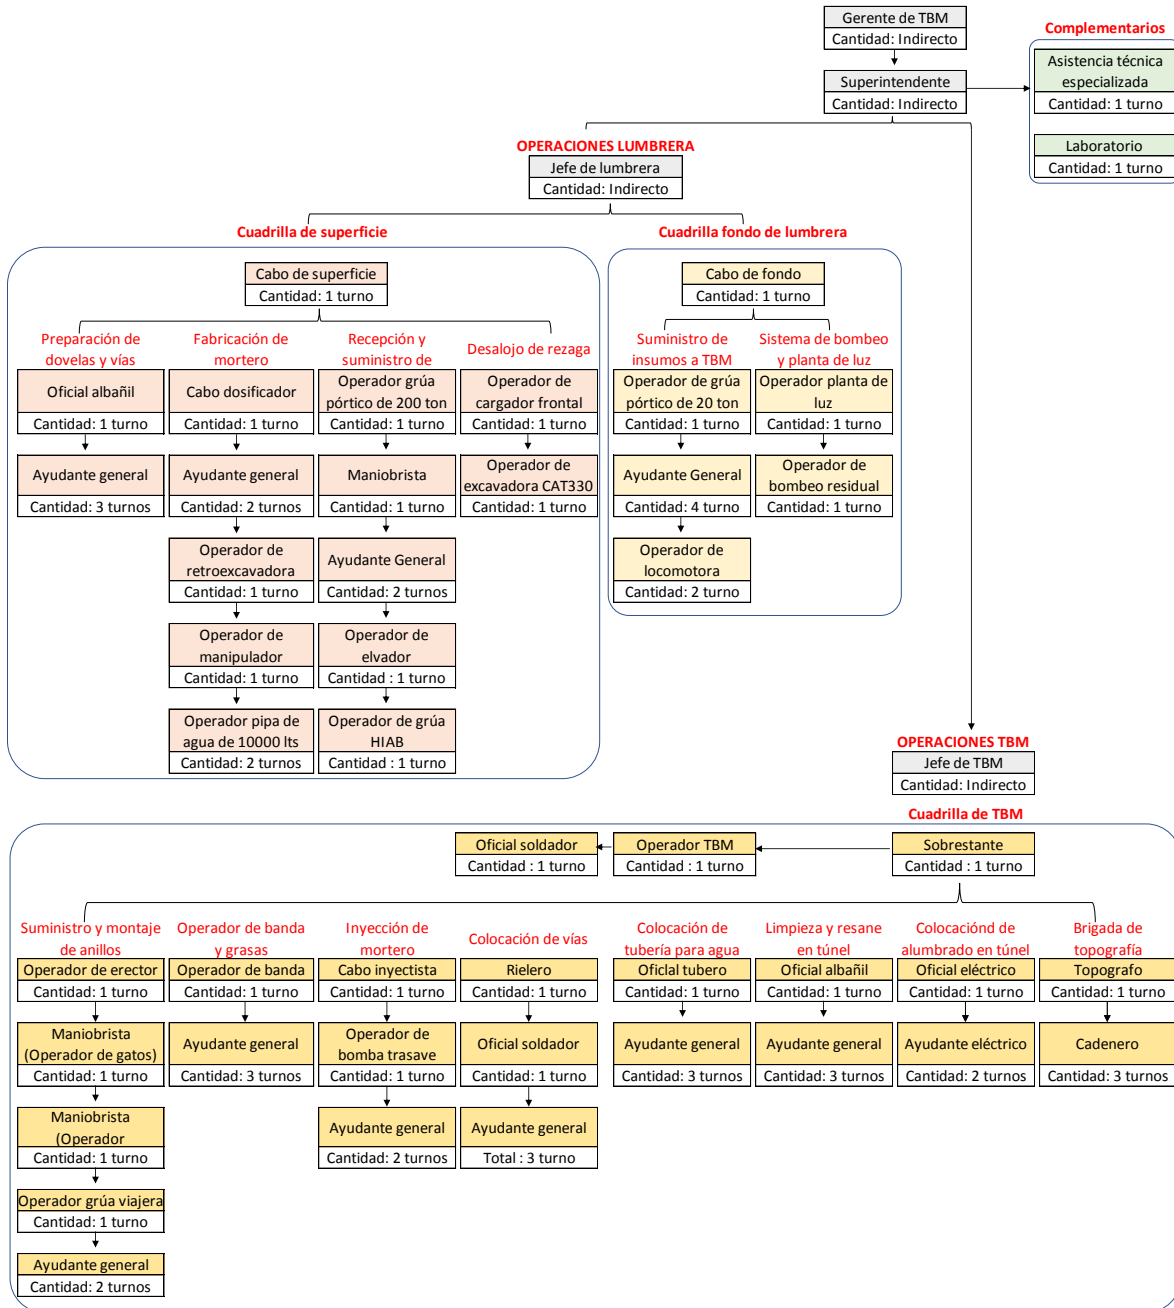 Gerente de TBM
Cantidad: Indirecto
Superintendente
Cantidad: Indirecto
Complementarios
Asistencia técnica
especializada
Cantidad: 1 turno
Laboratorio
Cantidad: 1 turno
OPERACIONES LUMBRERA
Jefe de lumbrera
Cantidad: Indirecto
Cuadrilla de superficie
Cabo de superficie
Cantidad: 1 turno
Preparación de
dovelas y vías
Oficial albañil
Cantidad: 1 turno
Ayudante general
Cantidad: 3 turnos
Fabricación de
mortero
Cabo dosificador
Cantidad: 1 turno
Ayudante general
Cantidad: 2 turnos
Operador de
retroexcavadora
Cantidad: 1 turno
Operador de
manipulador
Cantidad: 1 turno
Operador pipa de
agua de 10000 lts
Cantidad: 2 turnos
Recepción y
suministro de
Operador grúa
pórtico de 200 ton
Cantidad: 1 turno
Maniobrista
Cantidad: 1 turno
Ayudante General
Cantidad: 2 turnos
Operador de
elvador
Cantidad : 1 turno
Operador de grúa
HIAB
Cantidad : 1 turno
Desalojo de rezaga
Operador de
cargador frontal
Cantidad: 1 turno
Operador de
excavadora CAT330
Cantidad: 1 turno
Cuadrilla fondo de lumbrera
Cabo de fondo
Cantidad: 1 turno
Suministro de
insumos a TBM
Operador de grúa
pórtico de 20 ton
Cantidad: 1 turno
Ayudante General
Cantidad: 4 turno
Operador de
locomotora
Cantidad: 2 turno
Sistema de bombeo
y planta de luz
Operador planta de
luz
Cantidad: 1 turno
Operador de
bombeo residual
Cantidad: 1 turno
OPERACIONES TBM
Jefe de TBM
Cantidad: Indirecto
Cuadrilla de TBM
Oficial soldador
Cantidad : 1 turno
Operador TBM
Cantidad : 1 turno
Sobrestante
Cantidad : 1 turno
Suministro y montaje
de anillos
Operador de erector
Cantidad: 1 turno
Maniobrista
(Operador de gatos)
Cantidad: 1 turno
Maniobrista
(Operador
Cantidad: 1 turno
Operador grúa viajera
Cantidad: 1 turno
Ayudante general
Cantidad: 2 turnos
Operador de banda
y grasas
Operador de banda
Cantidad: 1 turno
Ayudante general
Cantidad: 3 turnos
Inyección de
mortero
Cabo inyectista
Cantidad: 1 turno
Operador de
bomba trasave
Cantidad: 1 turno
Ayudante general
Cantidad: 2 turnos
Colocación de vías
Rielero
Cantidad: 1 turno
Oficial soldador
Cantidad: 1 turno
Ayudante general
Total : 3 turno
Colocación de
tubería para agua
Oficlal tubero
Cantidad: 1 turno
Ayudante general
Cantidad: 3 turnos
Limpieza y resane
en túnel
Oficial albañil
Cantidad: 1 turno
Ayudante general
Cantidad: 3 turnos
Colocaciónd de
alumbrado en túnel
Oficial eléctrico
Cantidad: 1 turno
Ayudante eléctrico
Cantidad: 2 turnos
Brigada de
topografía
Topografo
Cantidad: 1 turno
Cadenero
Cantidad: 3 turnos